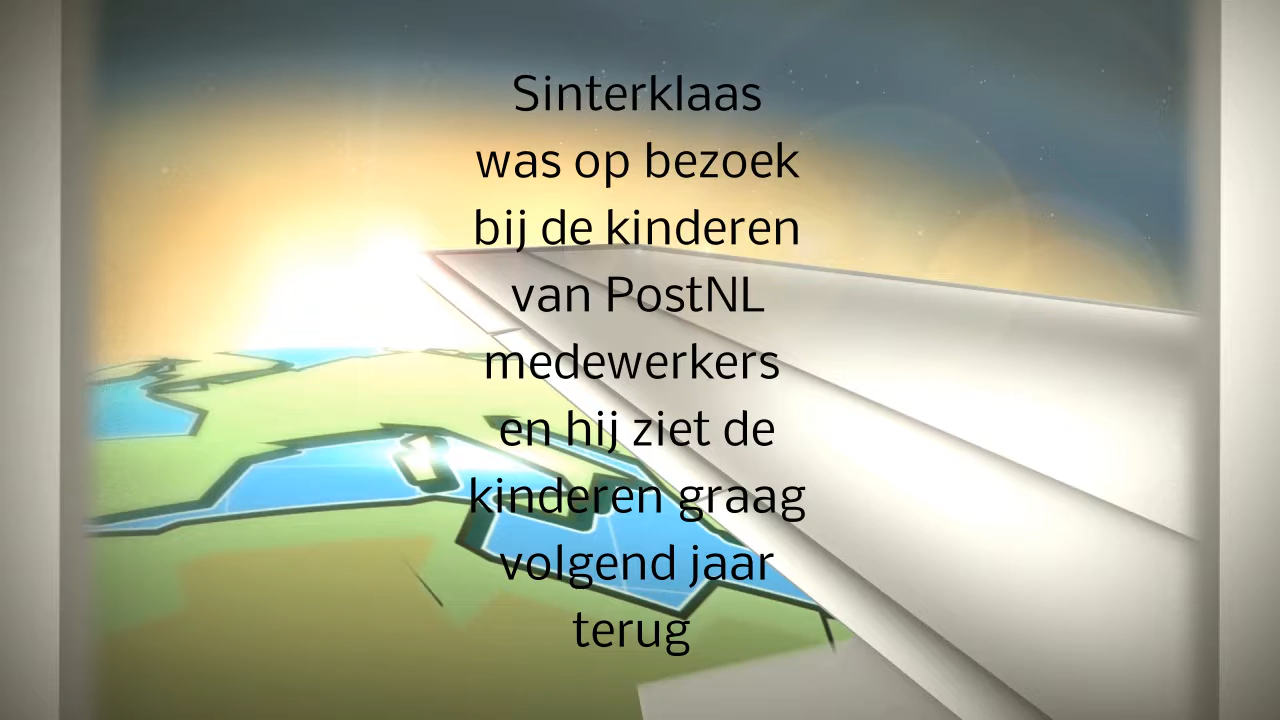 Sinterklaas
was op bezoek
bij de kinderen
van PostNL
medewerkers
en hij ziet de
kinderen graag
volgend jaar
terug